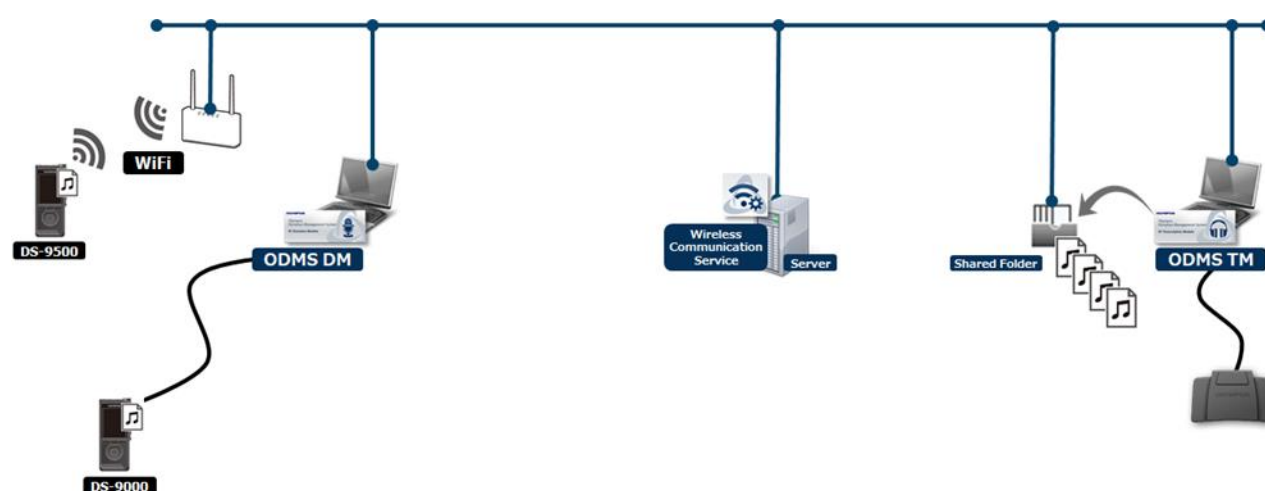 WiFi
DS-9500
ODMS DM
Wireless
Communication
Service
Server
Shared Folder
ODMS TM
DS-9000